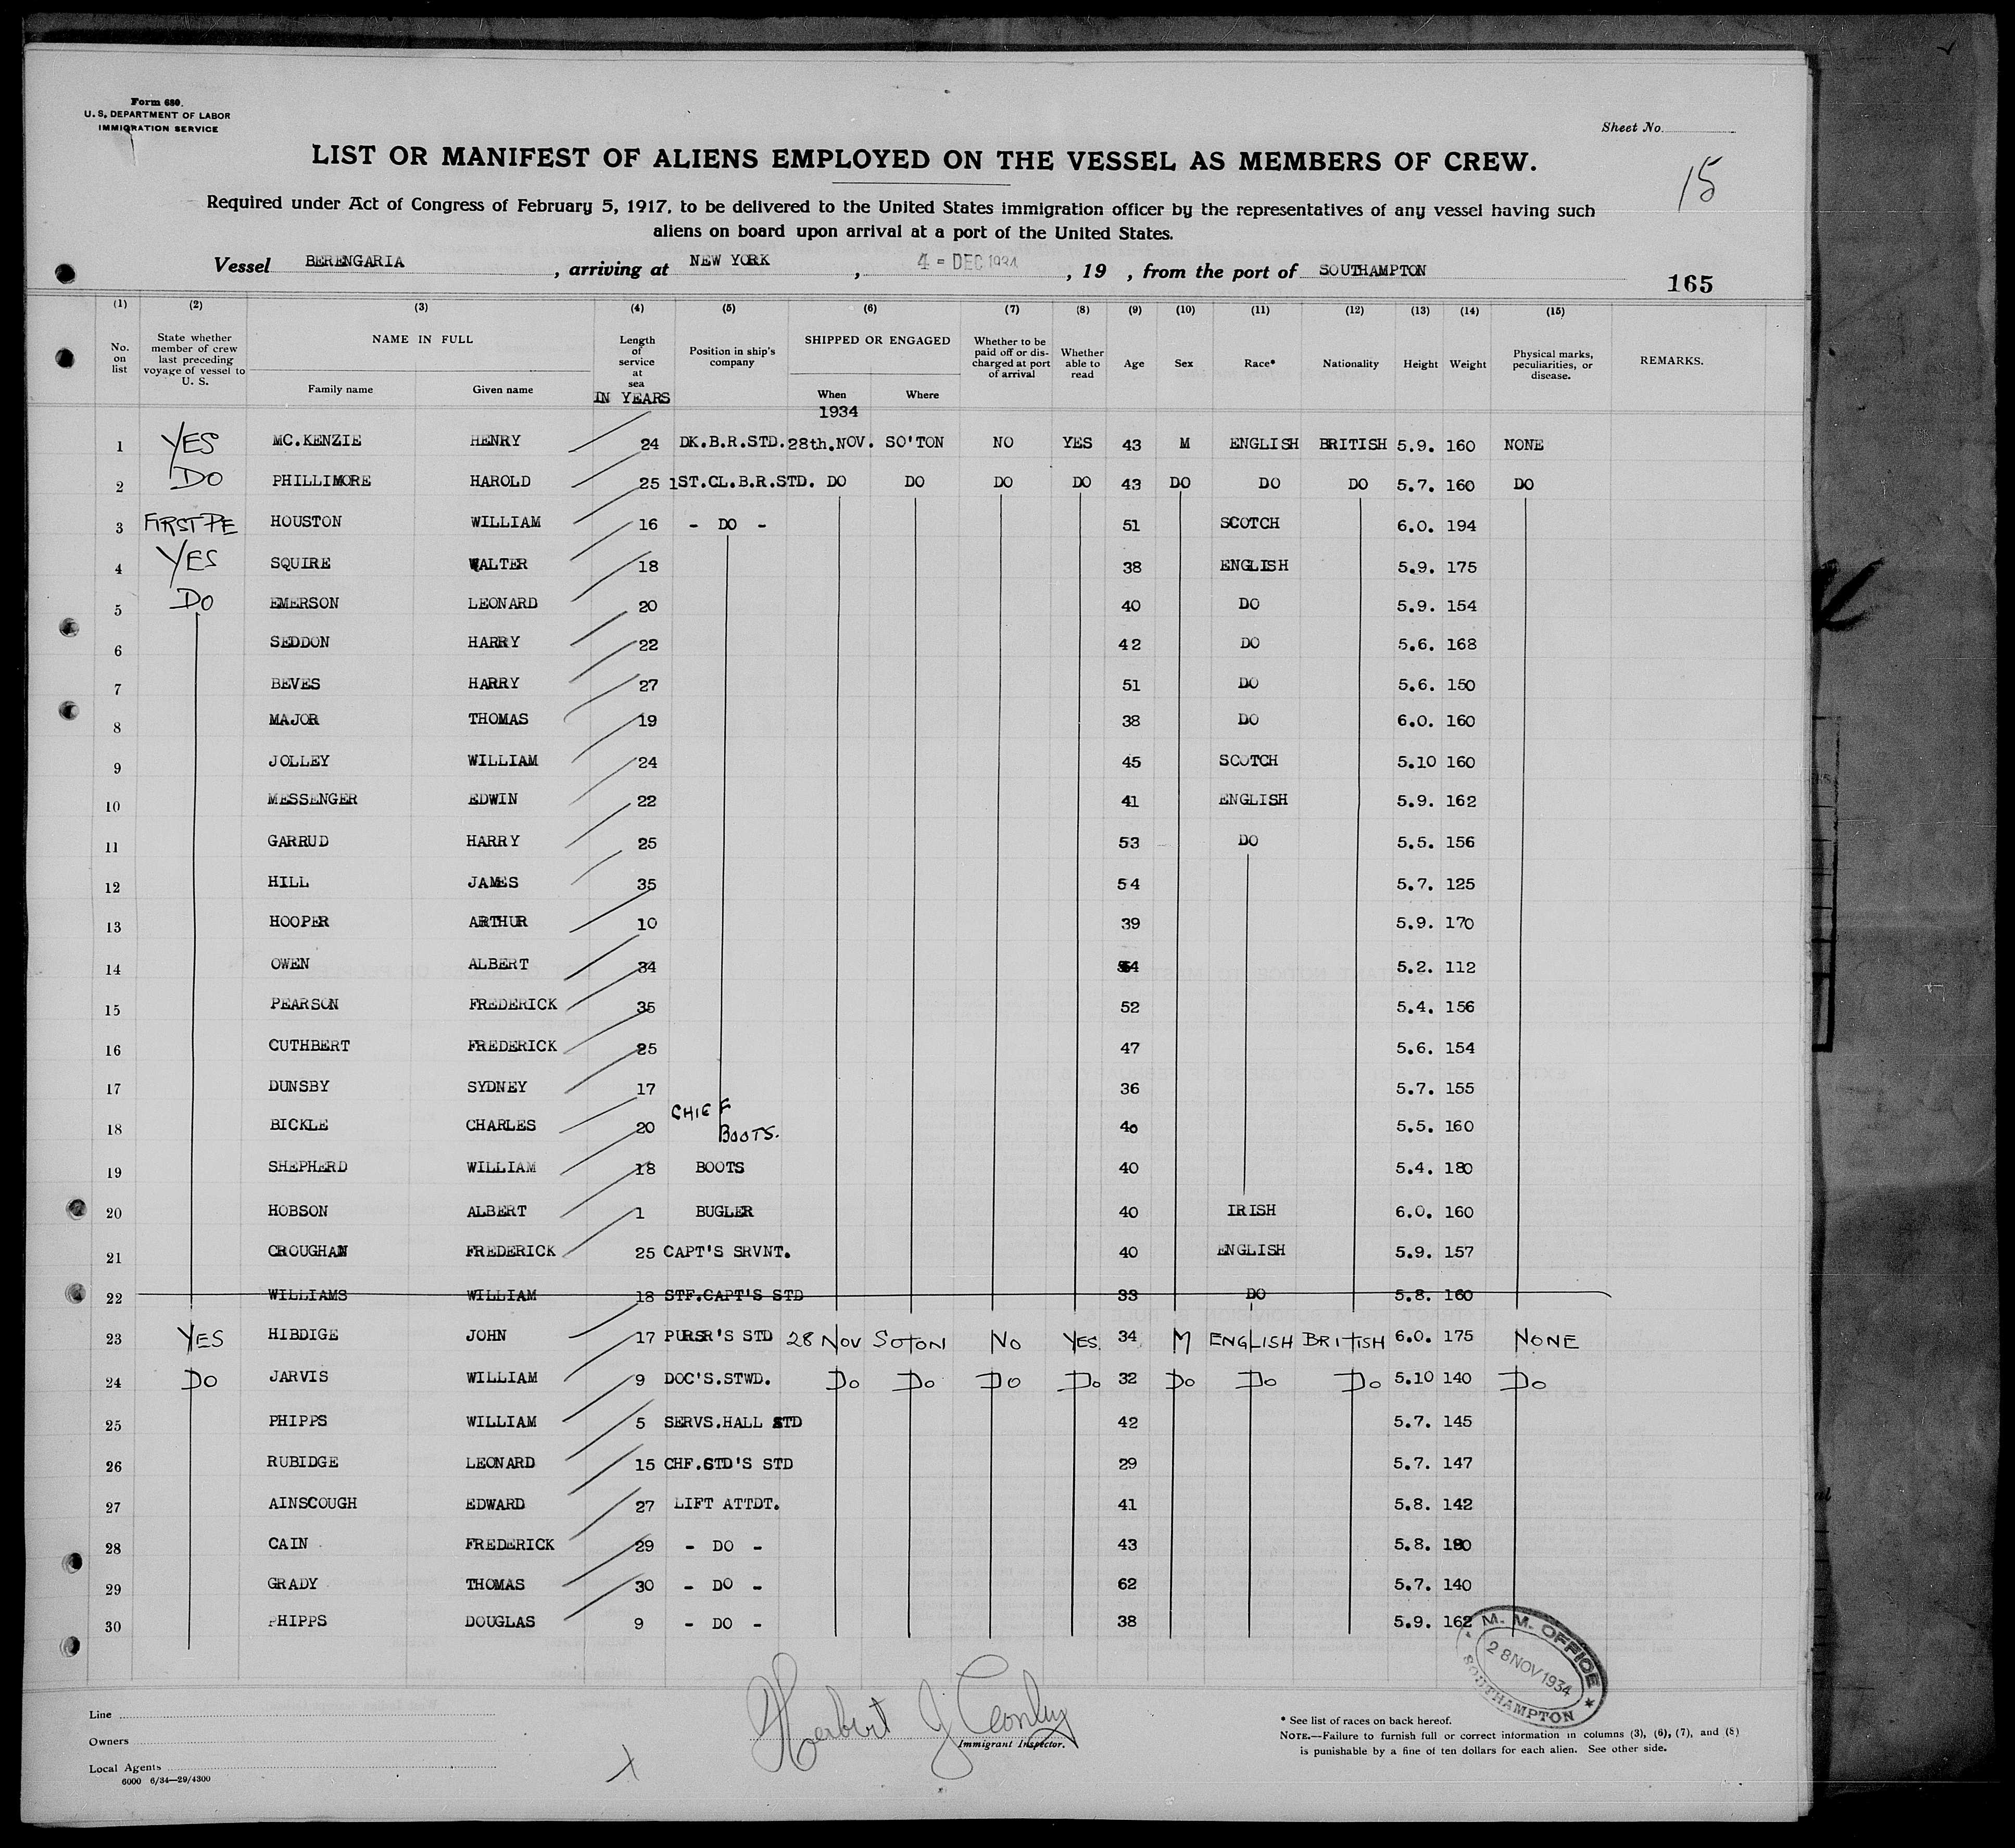 Form 680.
U. S. DEPARTMENT OF LABOR
IMMIGRATION SERVICE
Sheet No.
LIST OR MANIFEST OF ALIENS EMPLOYED ON THE VESSEL AS MEMBERS OF CREW.
15
Required under Act of Congress of February 5, 1917, to be delivered to the United States immigration officer by the representatives of any vessel having such
aliens on board upon arrival at a port of the United States.
Vessel BERENGARIA , arriving at NEW YORK , 4 - DEC 1934 , 19 , from the port of SOUTHAMPTON
165
(1) (2) (3) (4) (5) (6) (7) (8) (9) (10) (11) (12) (13) (14) (15)
No. on list
State whether member of crew last preceding voyage of vessel to U. S.
NAME IN FULL
Family name Given name
Length of service at sea IN YEARS
Position in ship's company
SHIPPED OR ENGAGED
When Where
1934
Whether to be paid off or discharged at port of arrival
Whether able to read
Age Sex Race* Nationality Height Weight
Physical marks, peculiarities, or disease.
REMARKS.
1 YES MC.KENZIE HENRY 24 DK.B.R.STD. 28th.NOV. SO'TON NO YES 43 M ENGLISH BRITISH 5.9. 160 NONE
2 DO PHILLIMORE HAROLD 25 1ST.CL.B.R.STD. DO DO DO DO 43 DO DO DO 5.7. 160 DO
3 FIRST PE HOUSTON WILLIAM 16 - DO - 51 SCOTCH 6.0. 194
4 YES SQUIRE WALTER 18 38 ENGLISH 5.9. 175
5 DO EMERSON LEONARD 20 40 DO 5.9. 154
6 SEDDON HARRY 22 42 DO 5.6. 168
7 BEVES HARRY 27 51 DO 5.6. 150
8 MAJOR THOMAS 19 38 DO 6.0. 160
9 JOLLEY WILLIAM 24 45 SCOTCH 5.10 160
10 MESSENGER EDWIN 22 41 ENGLISH 5.9. 162
11 GARRUD HARRY 25 53 DO 5.5. 156
12 HILL JAMES 35 54 5.7. 125
13 HOOPER ARTHUR 10 39 5.9. 170
14 OWEN ALBERT 34 5.2. 112
15 PEARSON FREDERICK 35 52 5.4. 156
16 CUTHBERT FREDERICK 25 47 5.6. 154
17 DUNSBY SYDNEY 17 36 5.7. 155
18 BICKLE CHARLES 20 CHIEF BOOTS. 40 5.5. 160
19 SHEPHERD WILLIAM 18 BOOTS 40 5.4. 180
20 HOBSON ALBERT 1 BUGLER 40 IRISH 6.0. 160
21 CROUGHAN FREDERICK 25 CAPT'S SRVNT. 40 ENGLISH 5.9. 157
22 WILLIAMS WILLIAM 18 STF.CAPT'S STD 33 DO 5.8. 160
23 YES HIBDIGE JOHN 17 PURSR'S STD 28 NOV SOTON NO YES. 34 M ENGLISH BRITISH 6.0. 175 NONE
24 DO JARVIS WILLIAM 9 DOC'S.STWD. DO DO DO DO 32 DO DO DO 5.10 140 DO
25 PHIPPS WILLIAM 5 SERVS.HALL STD 42 5.7. 145
26 RUBIDGE LEONARD 15 CHF.STD'S STD 29 5.7. 147
27 AINSCOUGH EDWARD 27 LIFT ATTDT. 41 5.8. 142
28 CAIN FREDERICK 29 - DO - 43 5.8.
29 GRADY THOMAS 30 - DO - 62 5.7. 140
30 PHIPPS DOUGLAS 9 - DO - 38 5.9. 162
M. M. OFFICE
28 NOV 1934
SOUTHAMPTON
Line
Owners
Local Agents
6000 6/34—29/4300
Herbert J Conley
Immigrant Inspector.
* See list of races on back hereof.
NOTE.—Failure to furnish full or correct information in columns (3), (6), (7), and (8)
is punishable by a fine of ten dollars for each alien. See other side.